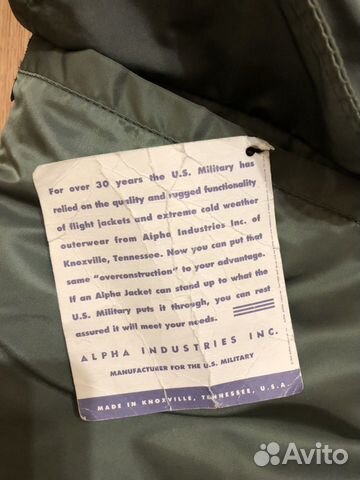 For over 30 years the U.S. Military has
relied on the quality and rugged functionality
of flight jackets and extreme cold weather
outerwear from Alpha Industries Inc. of
Knoxville, Tennessee. Now you can put that
same "overconstruction" to your advantage.
If an Alpha Jacket can stand up to what the
U.S. Military puts it through, you can rest
assured it will meet your needs.
ALPHA INDUSTRIES INC.
MANUFACTURER FOR THE U.S. MILITARY
MADE IN KNOXVILLE, TENNESSEE, U.S.A.
Avito